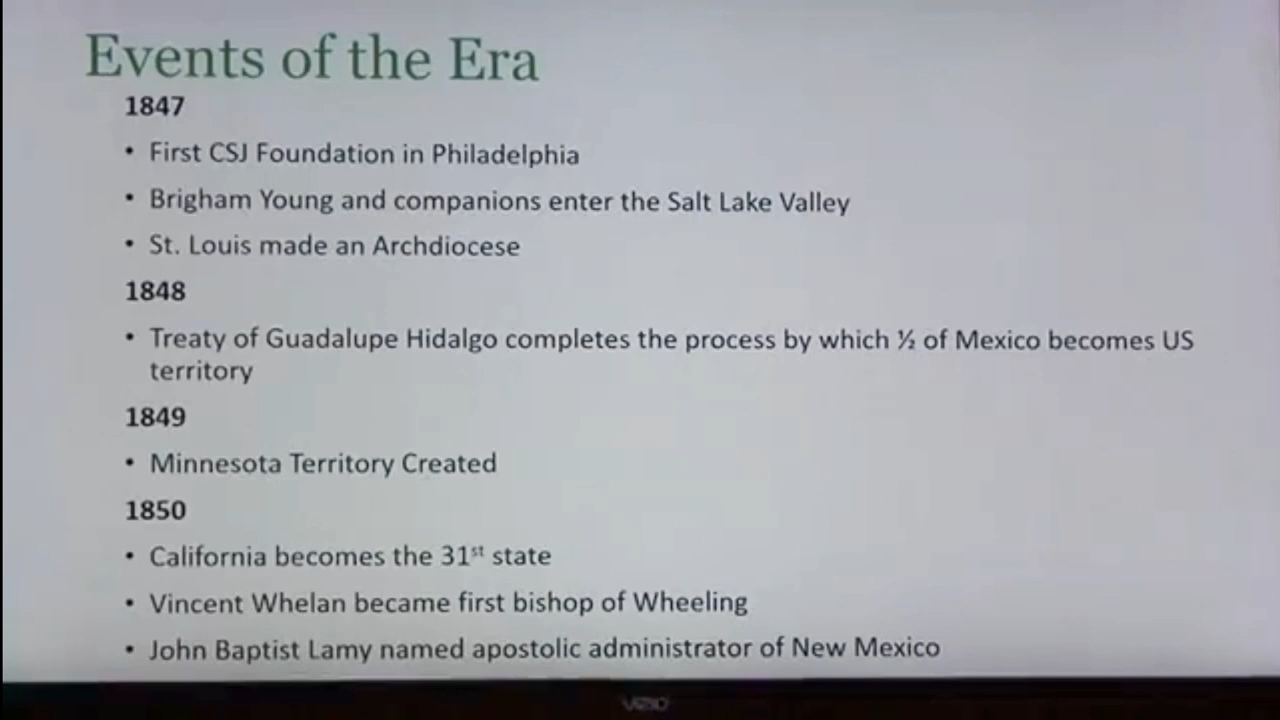 Events of the Era
1847
• First CSJ Foundation in Philadelphia
• Brigham Young and companions enter the Salt Lake Valley
• St. Louis made an Archdiocese
1848
• Treaty of Guadalupe Hidalgo completes the process by which ½ of Mexico becomes US
territory
1849
• Minnesota Territory Created
1850
• California becomes the 31st state
• Vincent Whelan became first bishop of Wheeling
• John Baptist Lamy named apostolic administrator of New Mexico
VIZIO